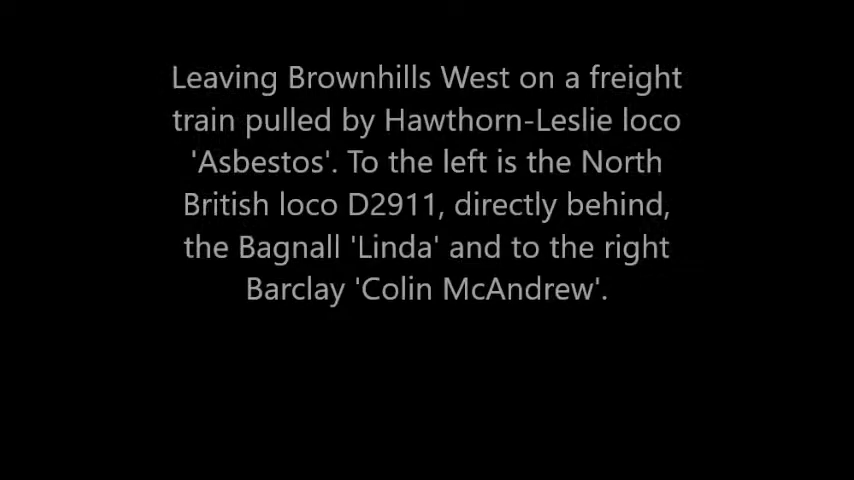 Leaving Brownhills West on a freight
train pulled by Hawthorn-Leslie loco
'Asbestos'. To the left is the North
British loco D2911, directly behind,
the Bagnall 'Linda' and to the right
Barclay 'Colin McAndrew'.